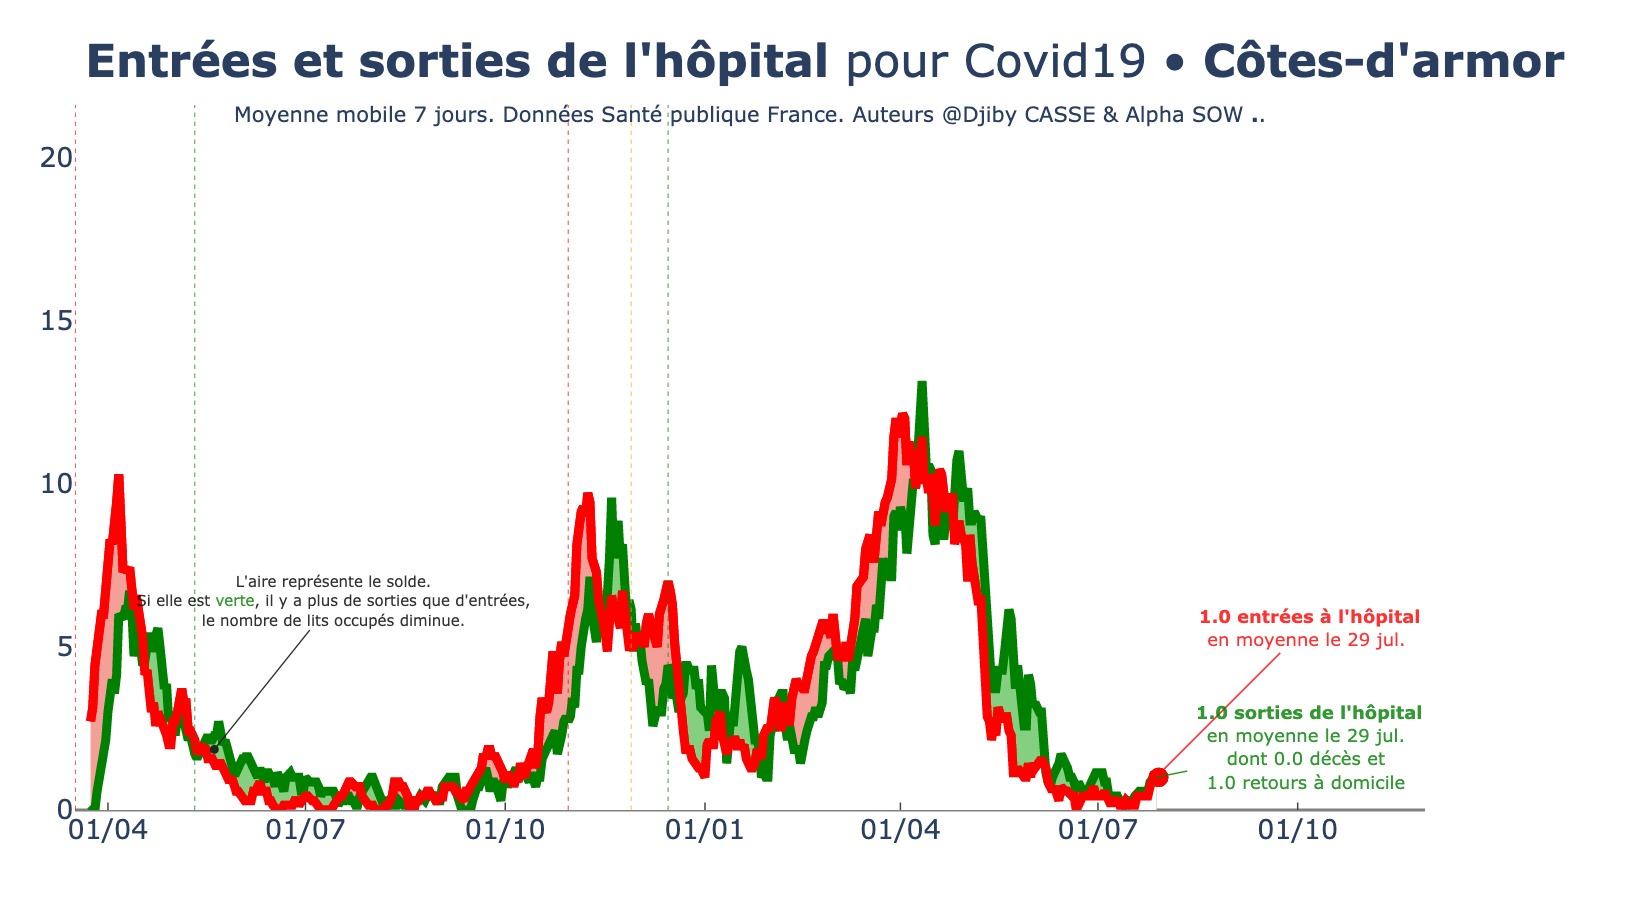 Entrées et sorties de l'hôpital pour Covid19 • Côtes-d'armor
Moyenne mobile 7 jours. Données Santé publique France. Auteurs @Djiby CASSE & Alpha SOW ..
20
15
10
5
0
L'aire représente le solde.
Si elle est verte, il y a plus de sorties que d'entrées,
le nombre de lits occupés diminue.
1.0 entrées à l'hôpital
en moyenne le 29 jul.
1.0 sorties de l'hôpital
en moyenne le 29 jul.
dont 0.0 décès et
1.0 retours à domicile
01/04 01/07 01/10 01/01 01/04 01/07 01/10